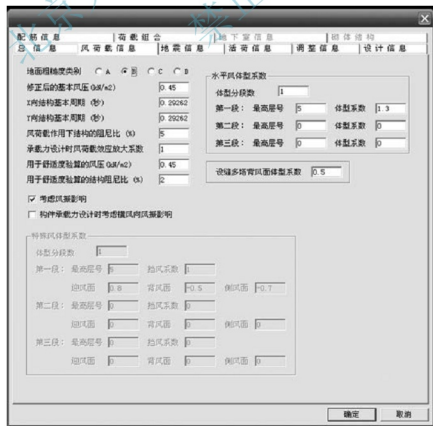 配筋信息 荷载组合 地下室信息 砌体结构
总信息 风荷载信息 地震信息 活荷信息 调整信息 设计信息
地面粗糙度类别 A B C D
修正后的基本风压(kN/m2) 0.45
X向结构基本周期(秒) 0.29262
Y向结构基本周期(秒) 0.29262
风荷载作用下结构的阻尼比(%) 5
承载力设计时风荷载效应放大系数 1
用于舒适度验算的风压(kN/m2) 0.45
用于舒适度验算的结构阻尼比(%) 2
考虑风振影响
构件承载力设计时考虑横风向风振影响
水平风体型系数
体型分段数 1
第一段: 最高层号 5 体型系数 1.3
第二段: 最高层号 0 体型系数 0
第三段: 最高层号 0 体型系数 0
设缝多塔背风面体型系数 0.5
特殊风体型系数
体型分段数 1
第一段: 最高层号 5 挡风系数 1
迎风面 0.8 背风面 -0.5 侧风面 -0.7
第二段: 最高层号 0 挡风系数 0
迎风面 0 背风面 0 侧风面 0
第三段: 最高层号 0 挡风系数 0
迎风面 0 背风面 0 侧风面 0
确定 取消